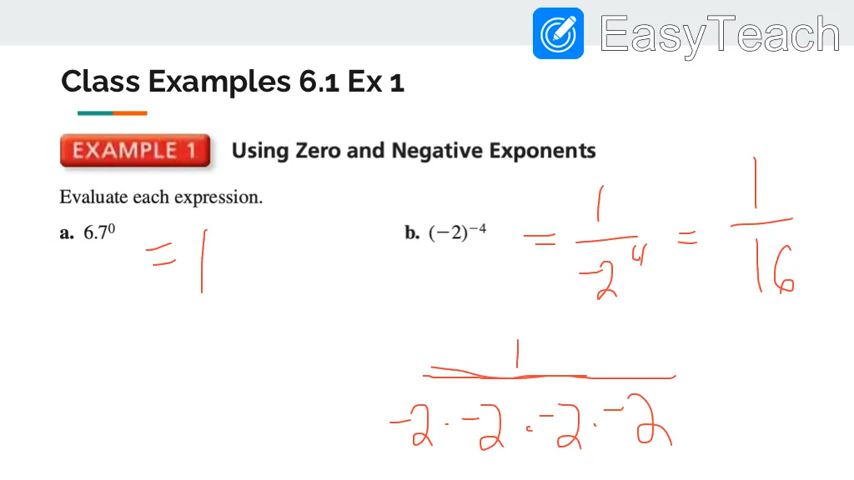 EasyTeach
Class Examples 6.1 Ex 1
EXAMPLE 1 Using Zero and Negative Exponents
Evaluate each expression.
a. 6.7⁰ = 1
b. (−2)⁻⁴ = 1/-2⁴ = 1/16
1
-2 · -2 · -2 · -2